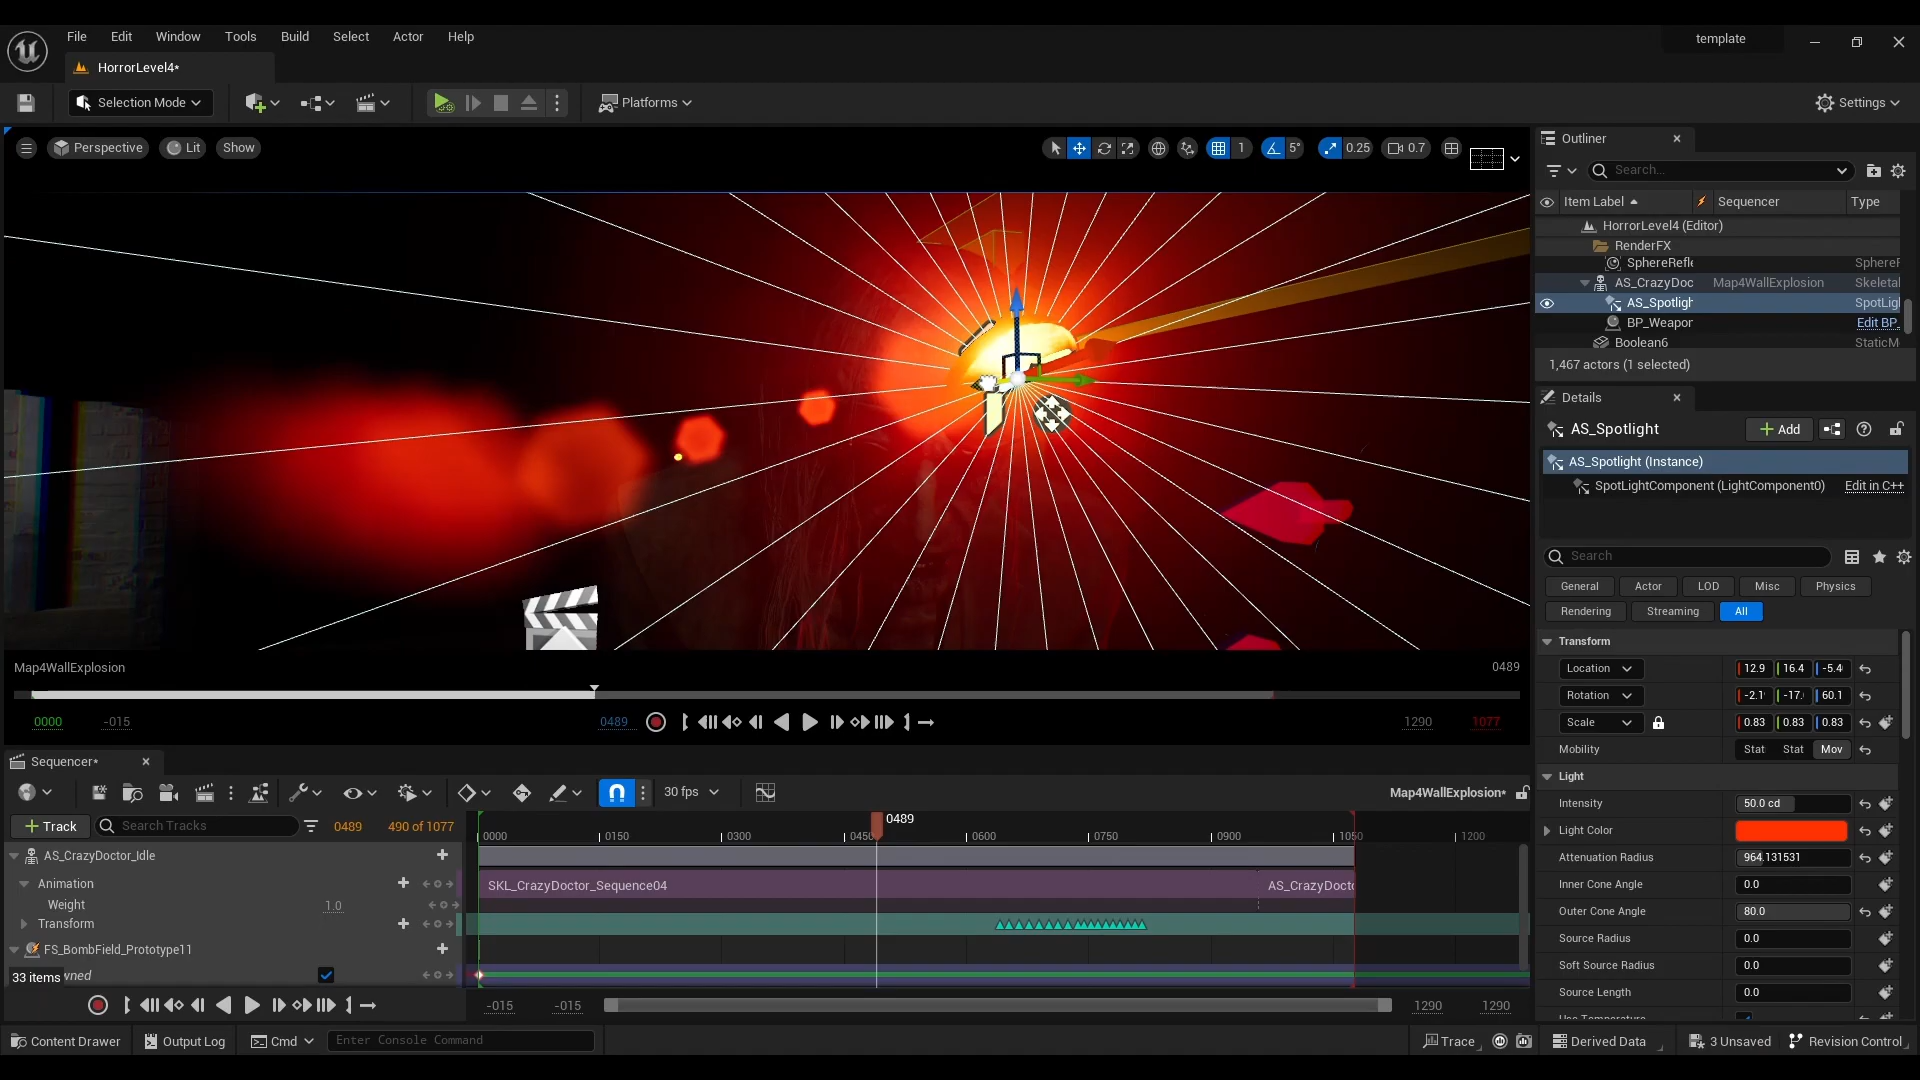 File Edit Window Tools Build Select Actor Help
template
HorrorLevel4*
Selection Mode
Platforms
Settings
Perspective Lit Show
1 5° 0.25 0.7
Map4WallExplosion 0489
0000 -015 0489 1290 1077
Sequencer*
30 fps Map4WallExplosion*
Track Search Tracks 0489 490 of 1077
0489
0000 0150 0300 0450 0600 0750 0900 1050 1200
AS_CrazyDoctor_Idle
Animation
SKL_CrazyDoctor_Sequence04 AS_CrazyDocto
Weight 1.0
Transform
FS_BombField_Prototype11
33 items wned
-015 -015 1290 1290
Outliner
Search...
Item Label Sequencer Type
HorrorLevel4 (Editor)
RenderFX
SphereRefle SphereR
AS_CrazyDoc Map4WallExplosion Skeletal
AS_Spotligh SpotLig
BP_Weapor Edit BP_
Boolean6 StaticM
1,467 actors (1 selected)
Details
AS_Spotlight Add
AS_Spotlight (Instance)
SpotLightComponent (LightComponent0) Edit in C++
Search
General Actor LOD Misc Physics
Rendering Streaming All
Transform
Location 12.9 16.4 -5.4
Rotation -2.1 -17. 60.1
Scale 0.83 0.83 0.83
Mobility Stat Stat Mov
Light
Intensity 50.0 cd
Light Color
Attenuation Radius 964.131531
Inner Cone Angle 0.0
Outer Cone Angle 80.0
Source Radius 0.0
Soft Source Radius 0.0
Source Length 0.0
Use Temperature
Content Drawer Output Log Cmd Enter Console Command Trace Derived Data 3 Unsaved Revision Control